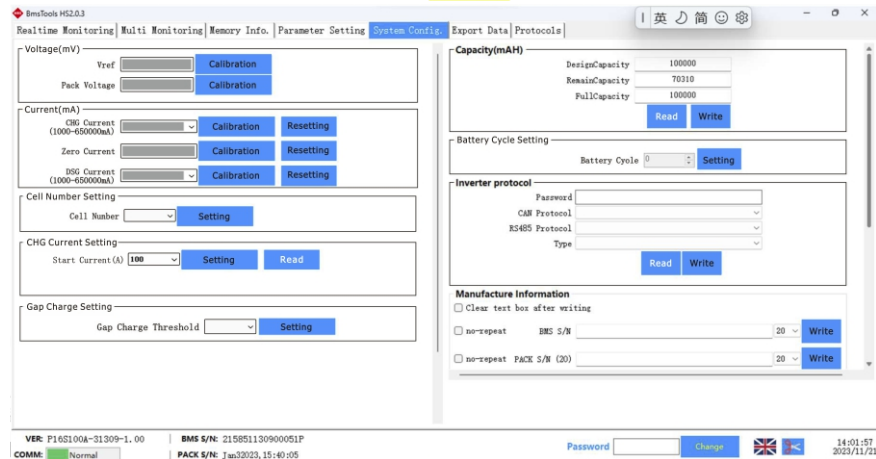 BmsTools HS2.0.3
英 简
Realtime Monitoring Multi Monitoring Memory Info. Parameter Setting System Config. Export Data Protocols
Voltage(mV)
Vref Calibration
Pack Voltage Calibration
Current(mA)
CHG Current (1000-650000mA) Calibration Resetting
Zero Current Calibration Resetting
DSG Current (1000-650000mA) Calibration Resetting
Cell Number Setting
Cell Number Setting
CHG Current Setting
Start Current(A) 100 Setting Read
Gap Charge Setting
Gap Charge Threshold Setting
Capacity(mAH)
DesignCapacity 100000
RemainCapacity 70310
FullCapacity 100000
Read Write
Battery Cycle Setting
Battery Cycle 0 Setting
Inverter protocol
Password
CAN Protocol
RS485 Protocol
Type
Read Write
Manufacture Information
Clear text box after writing
no-repeat BMS S/N 20 Write
no-repeat PACK S/N (20) 20 Write
VER: P16S100A-31309-1.00 BMS S/N: 215851130900051P
COMM: Normal PACK S/N: Jan32023,15:40:05
Password Change
14:01:57
2023/11/21